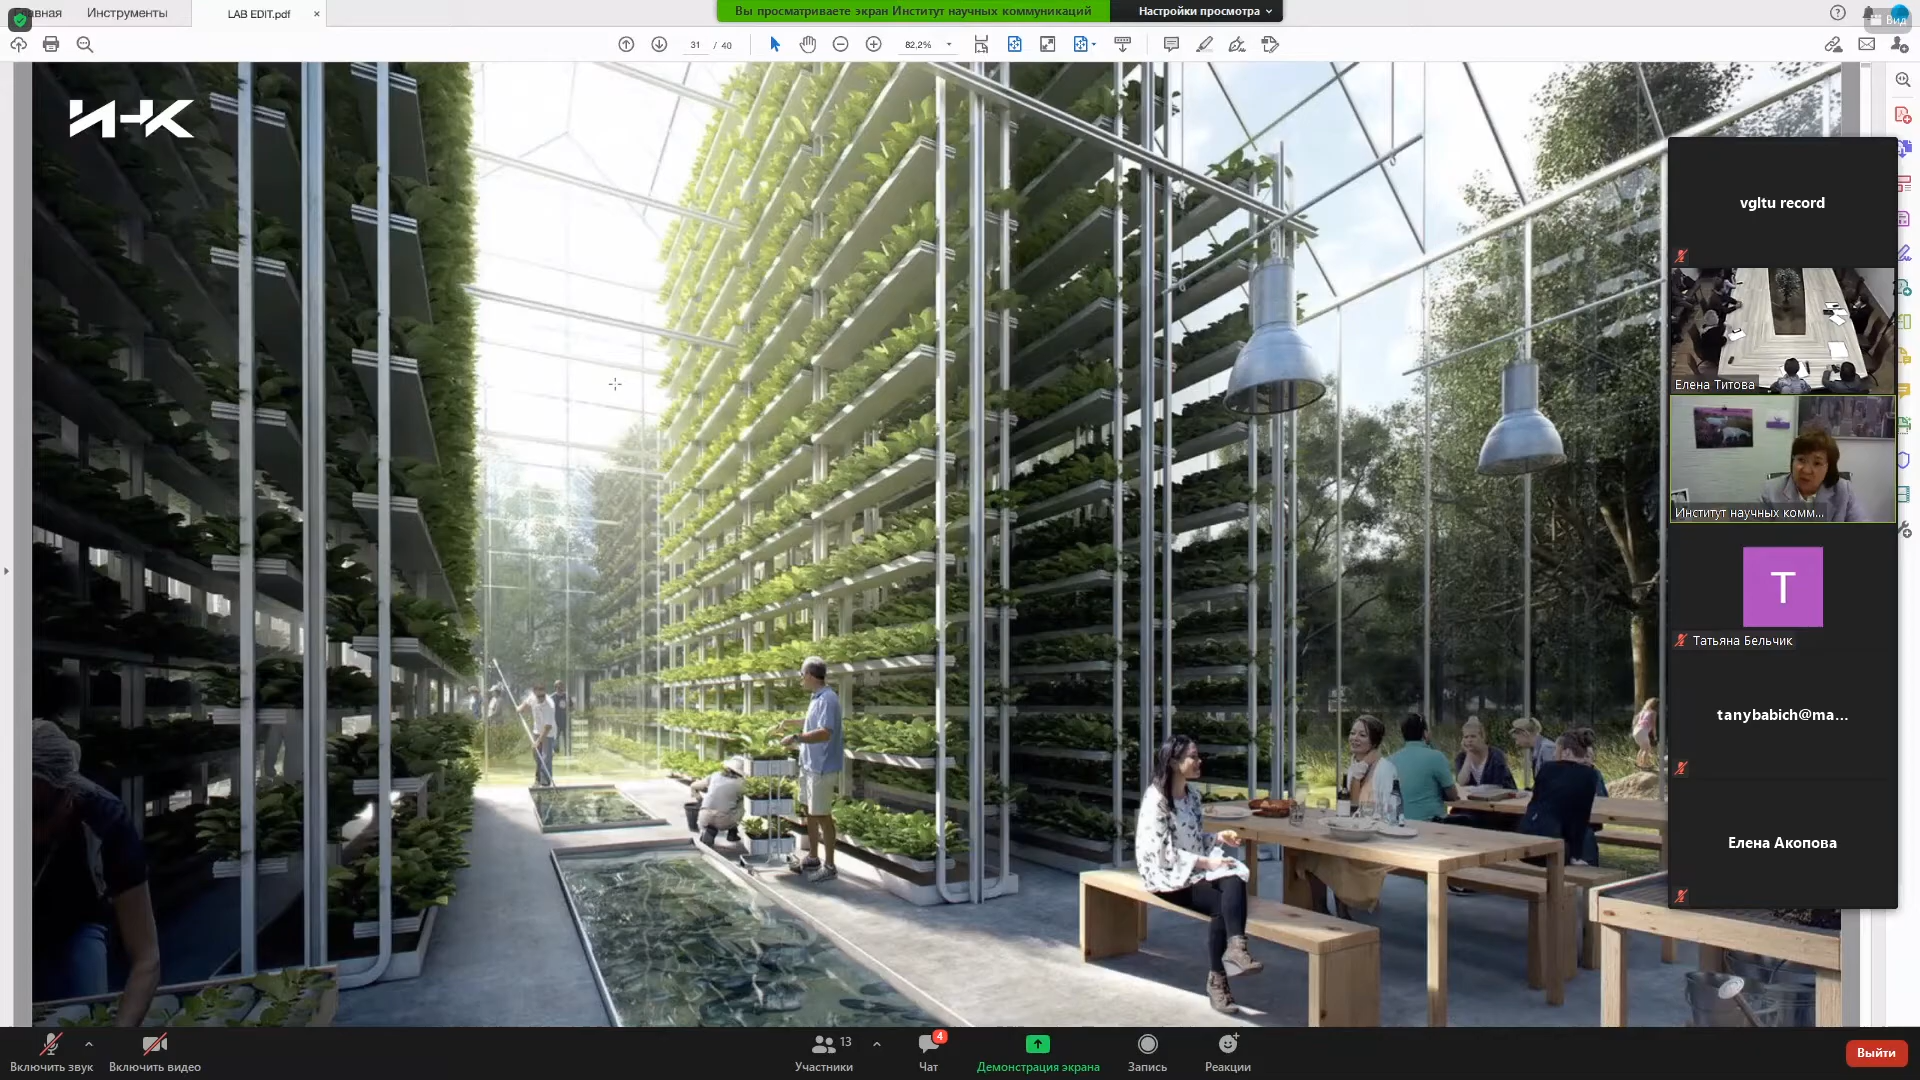 Главная
Инструменты
LAB EDIT.pdf
Вы просматриваете экран Институт научных коммуникаций
Настройки просмотра
Вид
31 / 40
82,2%
И-К
vgltu record
Елена Титова
Институт научных комм...
Т
Татьяна Бельчик
tanybabich@ma...
Елена Акопова
Включить звук
Включить видео
13
Участники
4
Чат
Демонстрация экрана
Запись
Реакции
Выйти